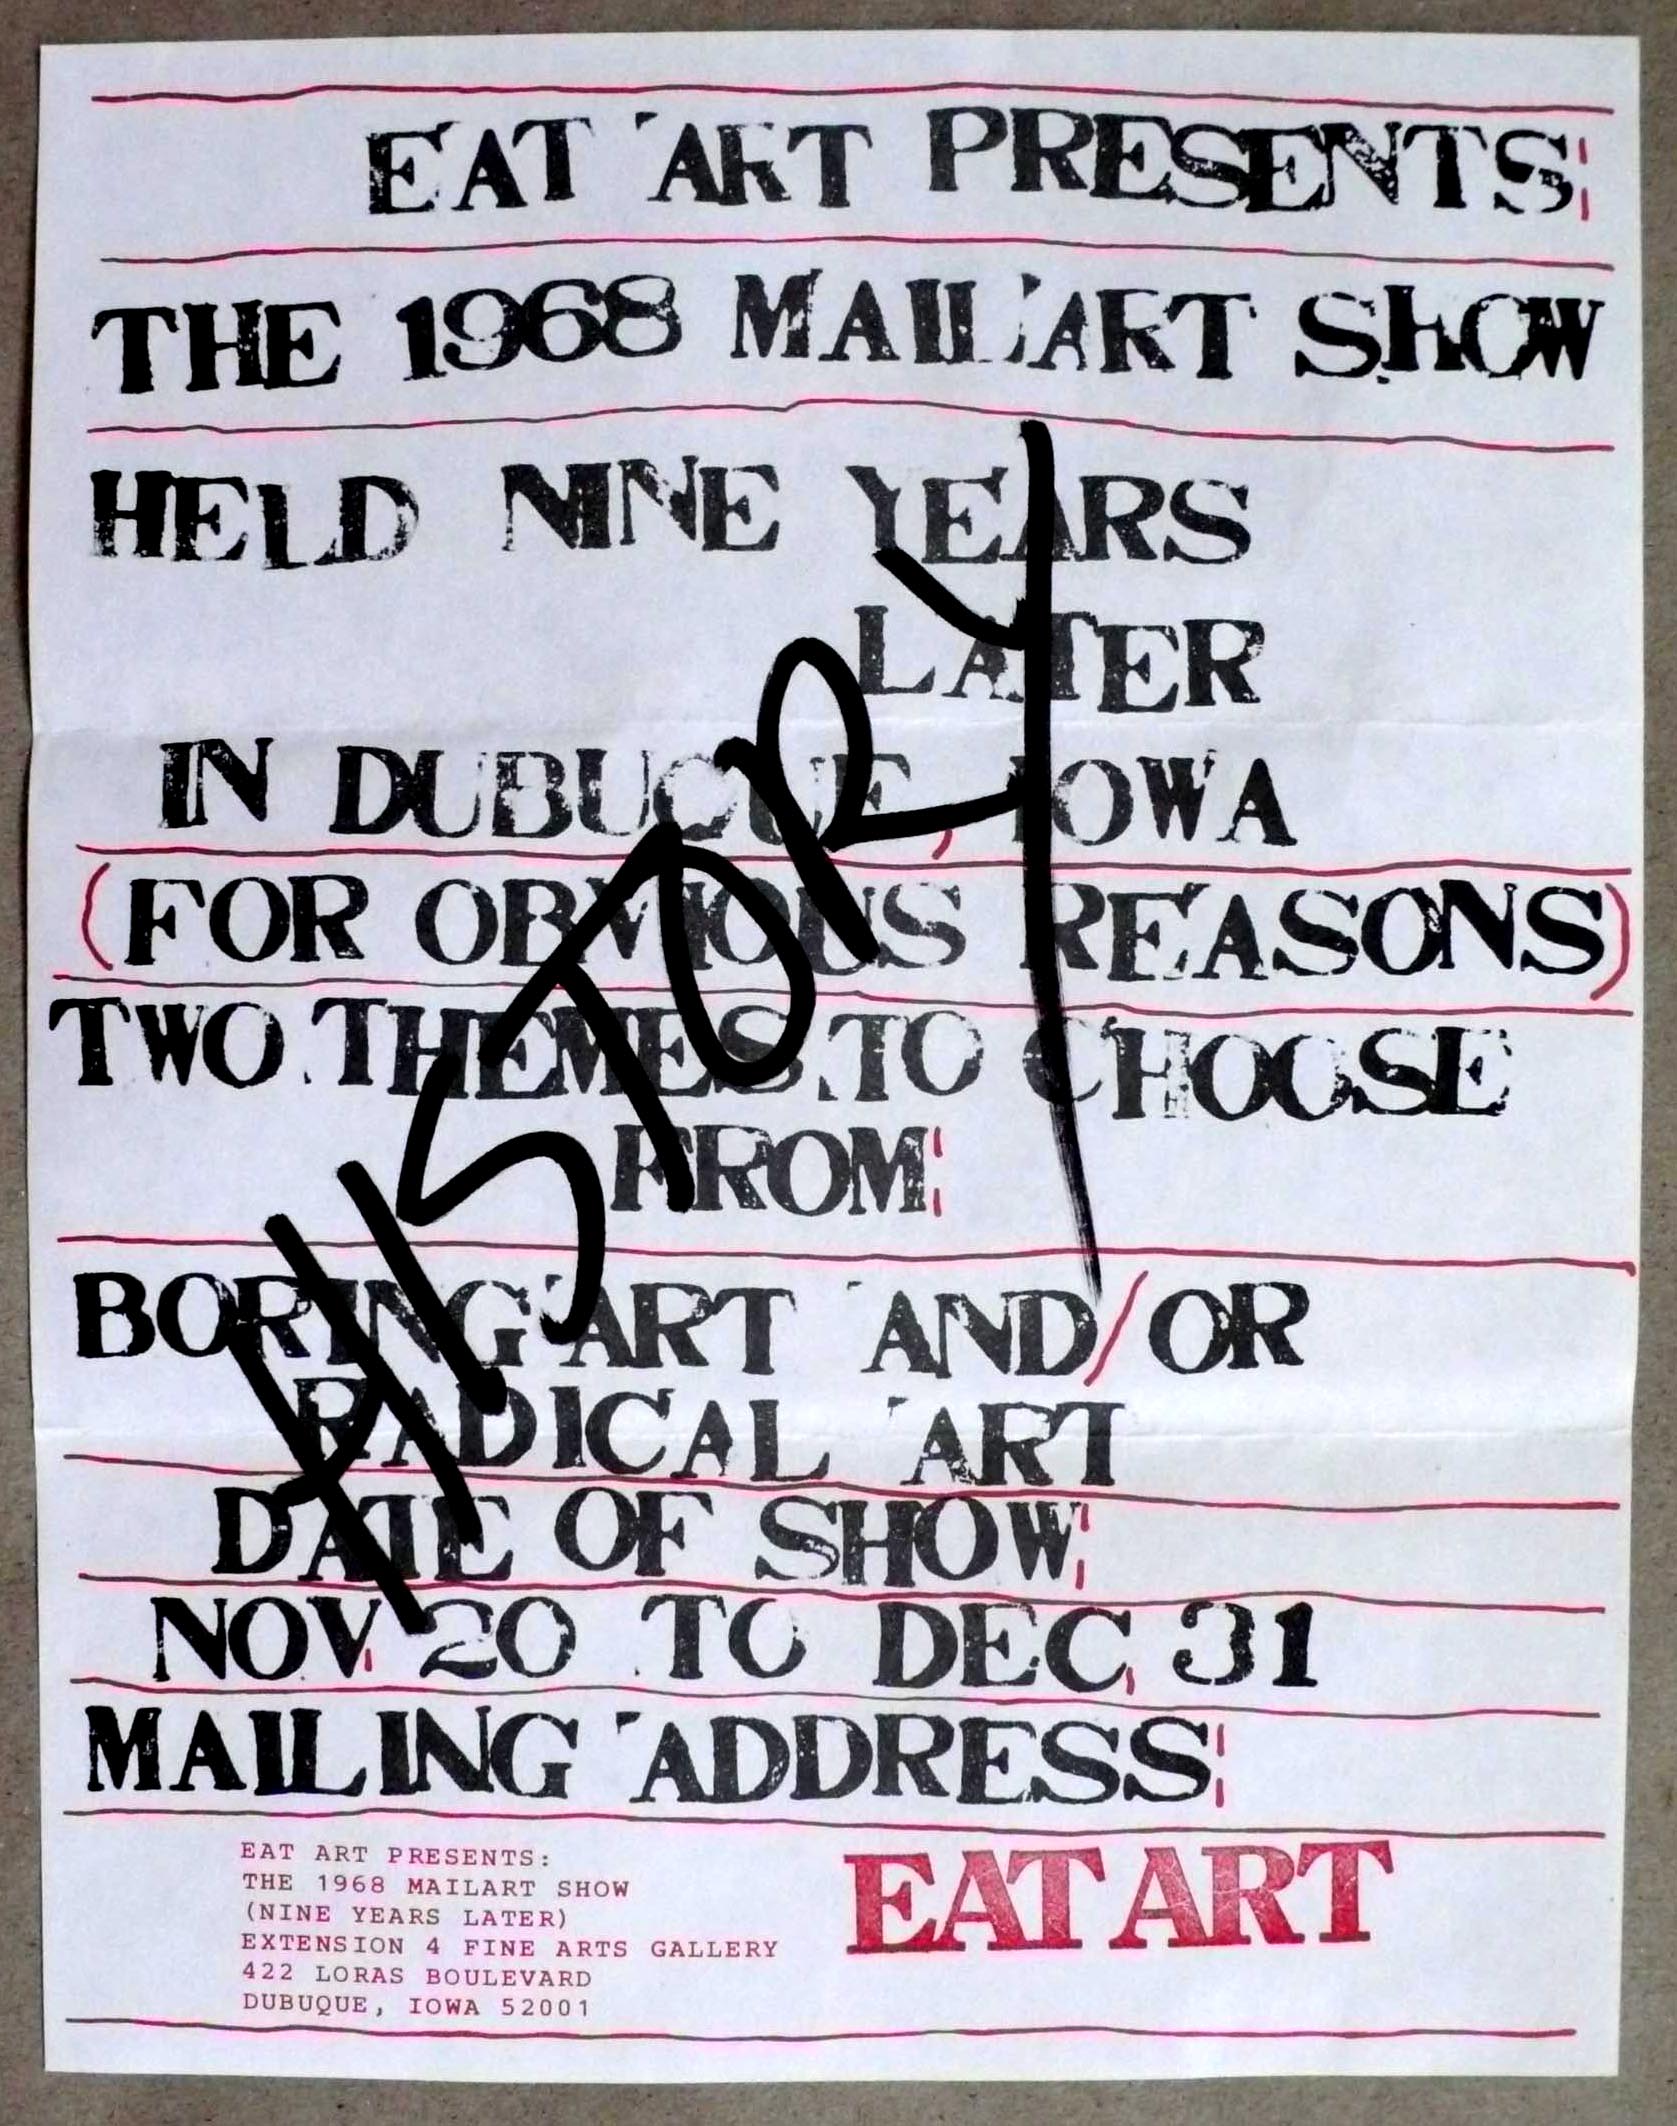 EAT ART PRESENTS:
THE 1968 MAIL ART SHOW
HELD NINE YEARS
LATER
IN DUBUQUE, IOWA
(FOR OBVIOUS REASONS)
TWO THEMES TO CHOOSE
FROM:
BORING ART AND/OR
RADICAL ART
DATE OF SHOW:
NOV. 20 TO DEC. 31
MAILING ADDRESS:
EAT ART PRESENTS:
THE 1968 MAILART SHOW
(NINE YEARS LATER)
EXTENSION 4 FINE ARTS GALLERY
422 LORAS BOULEVARD
DUBUQUE, IOWA 52001
EAT ART
HISTORY